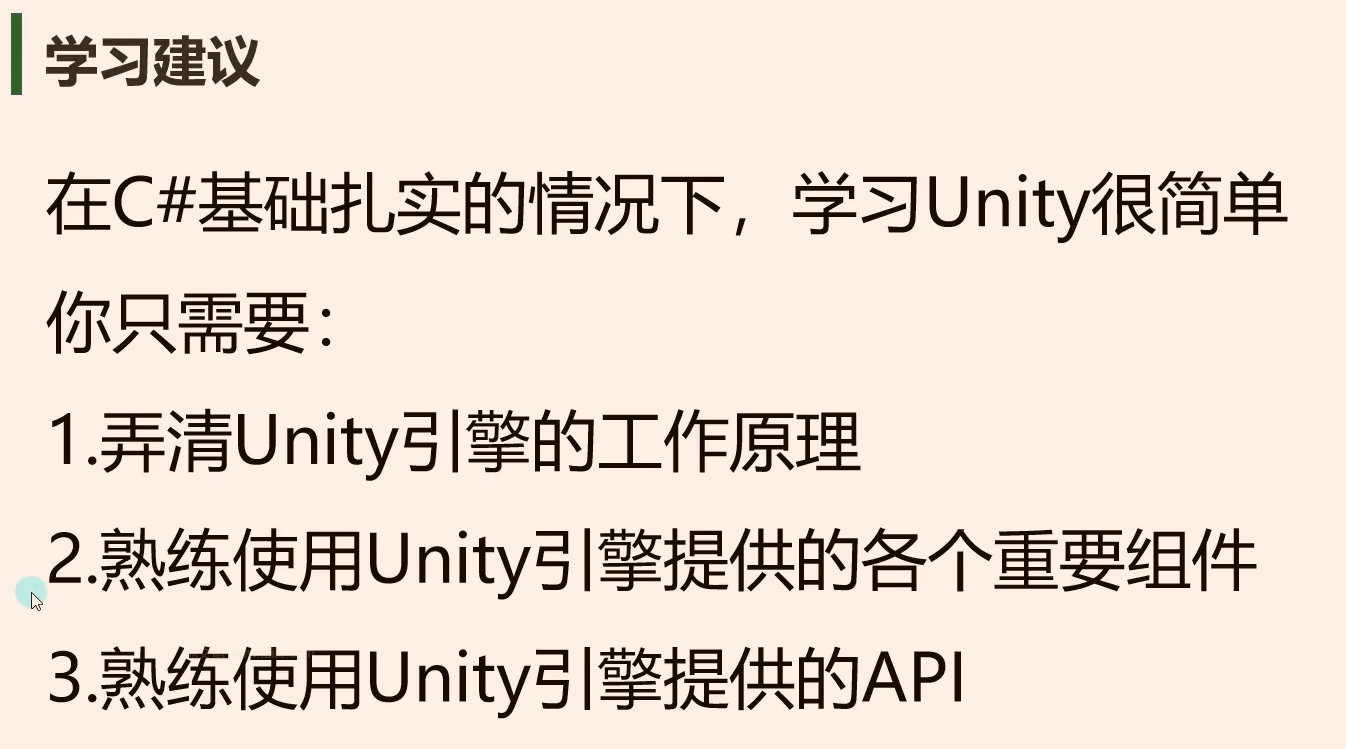 学习建议
在C#基础扎实的情况下，学习Unity很简单
你只需要：
1.弄清Unity引擎的工作原理
2.熟练使用Unity引擎提供的各个重要组件
3.熟练使用Unity引擎提供的API